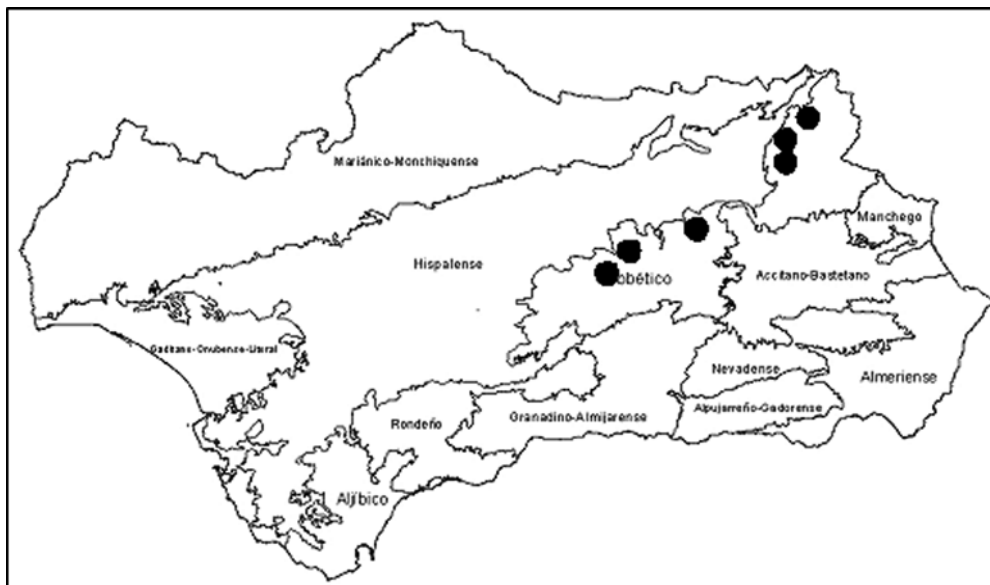 Mariánico-Monchiquense
Manchego
Hispalense
Accitano-Bastetano
Gaditano-Onubense-Litoral
Nevadense
Almeriense
Rondeño
Granadino-Almijarense
Alpujarreño-Gadorense
Aljíbico